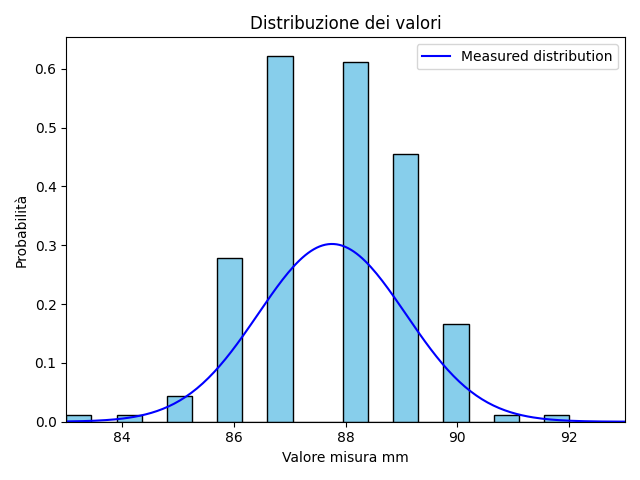 Distribuzione dei valori
Measured distribution
Probabilità
0.6
0.5
0.4
0.3
0.2
0.1
0.0
84 86 88 90 92
Valore misura mm